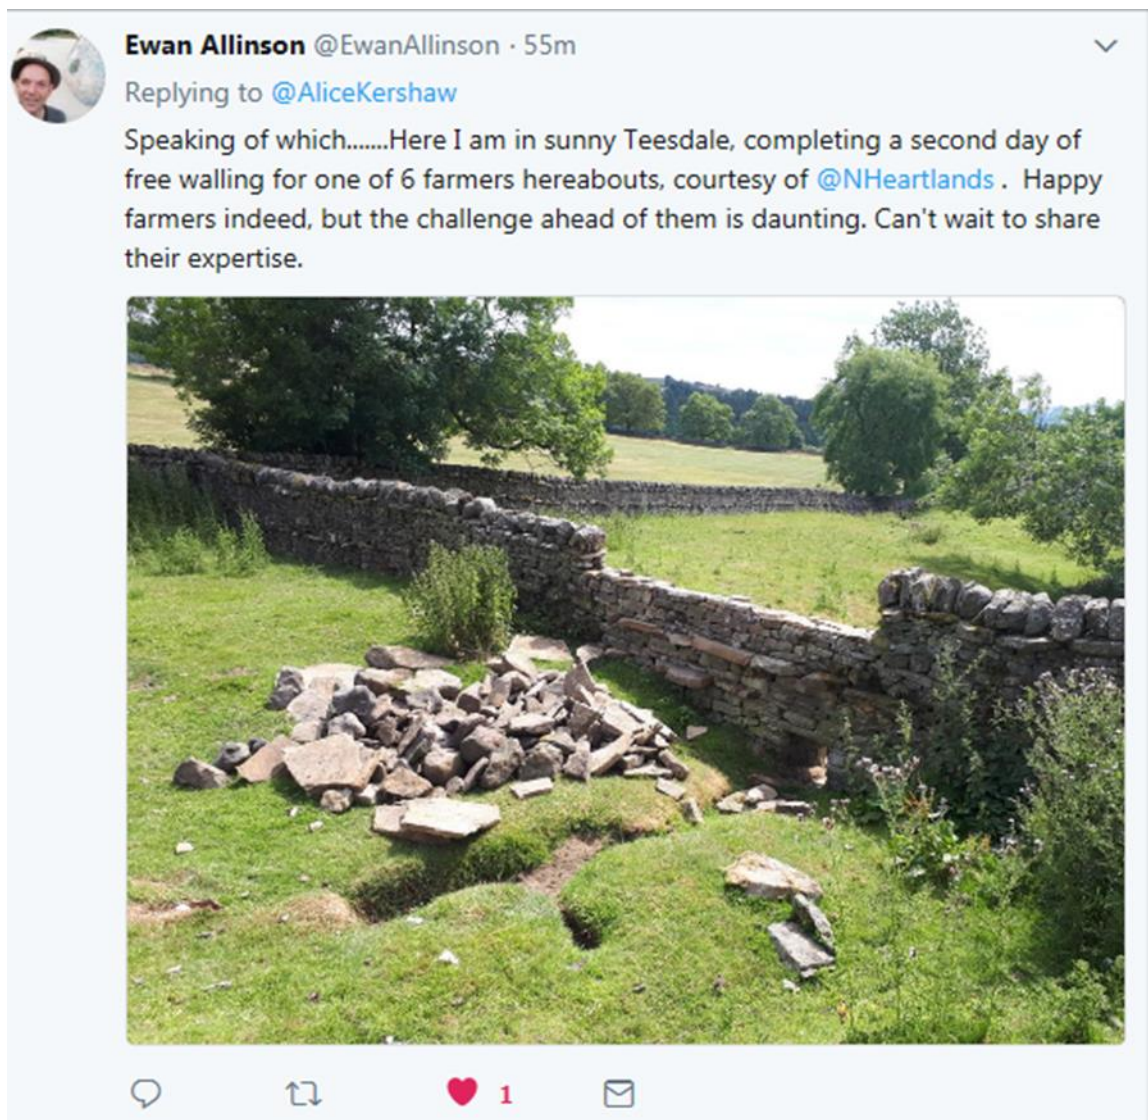 Ewan Allinson @EwanAllinson · 55m
Replying to @AliceKershaw
Speaking of which.......Here I am in sunny Teesdale, completing a second day of
free walling for one of 6 farmers hereabouts, courtesy of @NHeartlands . Happy
farmers indeed, but the challenge ahead of them is daunting. Can't wait to share
their expertise.
1